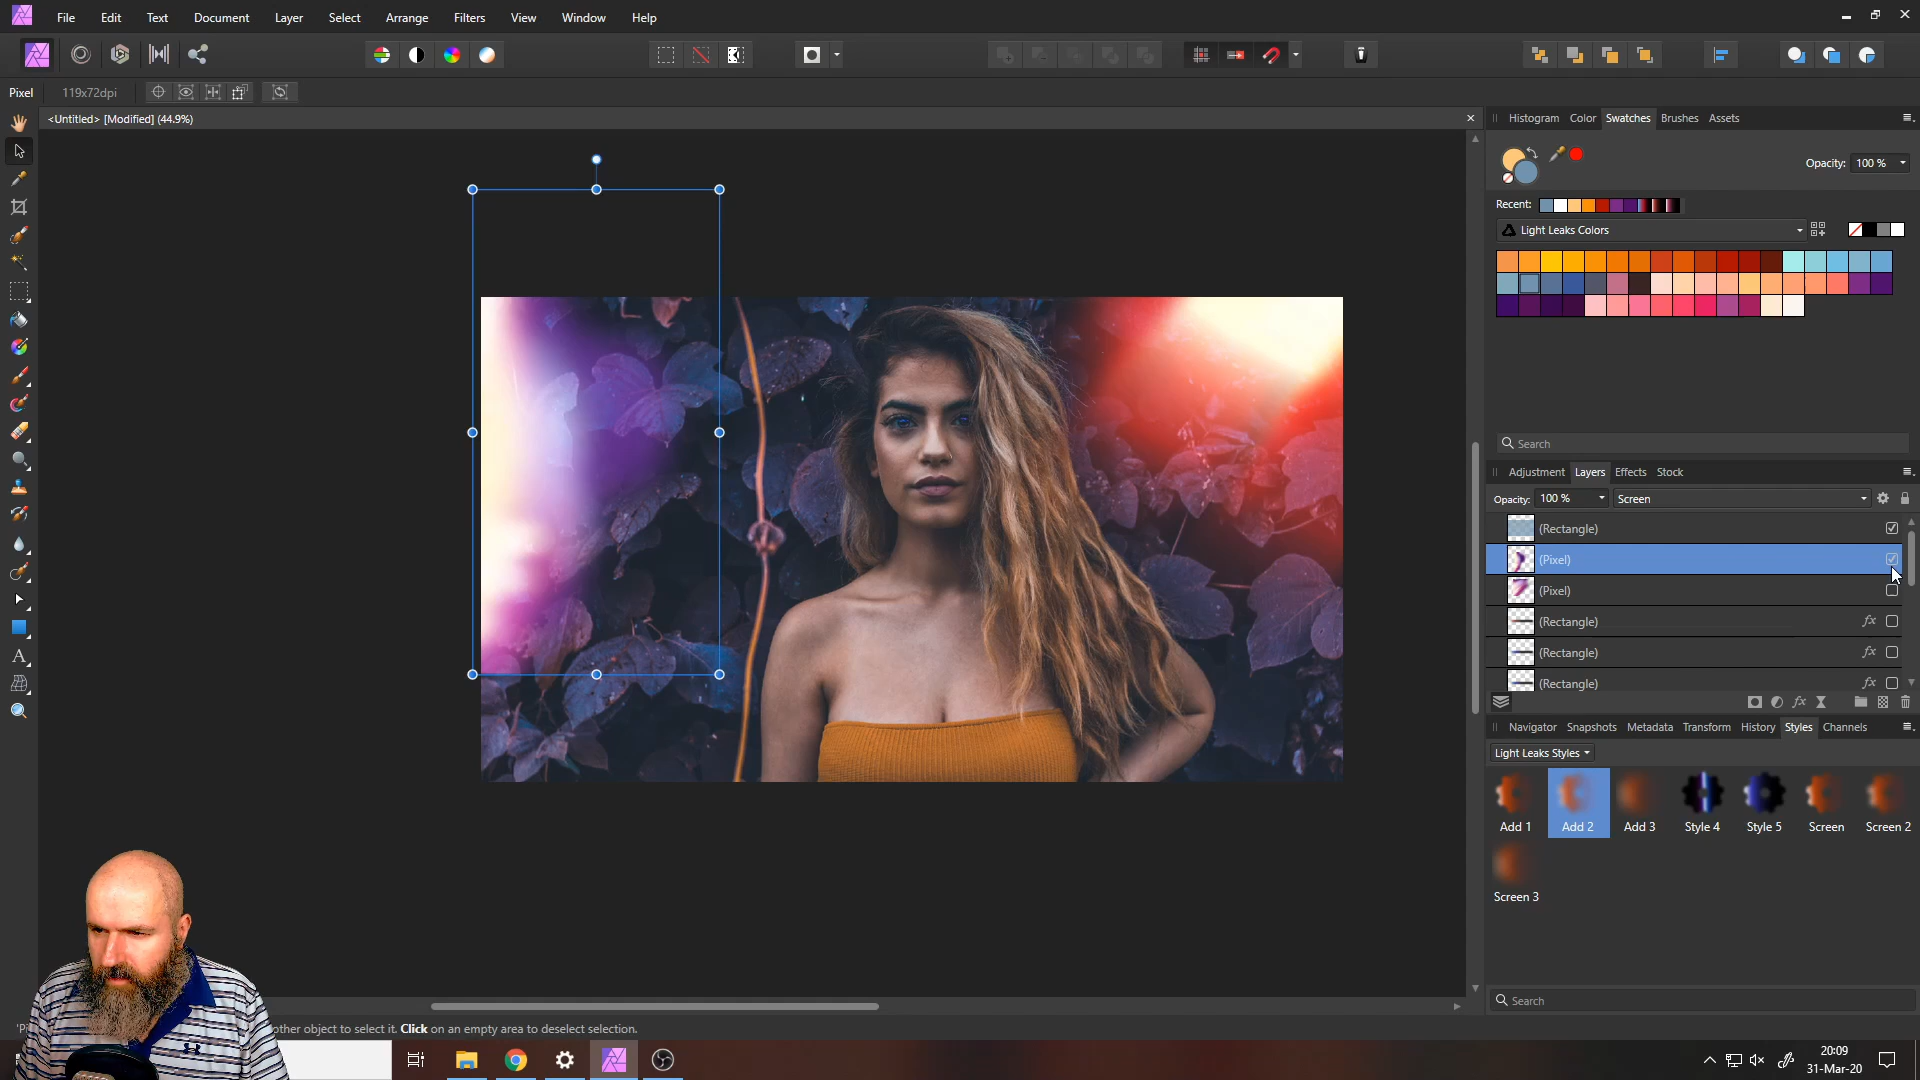 File Edit Text Document Layer Select Arrange Filters View Window Help
Pixel 119x72dpi
<Untitled> [Modified] (44.9%)
Histogram Color Swatches Brushes Assets
Opacity: 100 %
Recent:
Light Leaks Colors
Search
Adjustment Layers Effects Stock
Opacity: 100 % Screen
(Rectangle)
(Pixel)
(Pixel)
(Rectangle) fx
(Rectangle) fx
(Rectangle) fx
fx
Navigator Snapshots Metadata Transform History Styles Channels
Light Leaks Styles
Add 1 Add 2 Add 3 Style 4 Style 5 Screen Screen 2
Screen 3
Search
other object to select it. Click on an empty area to deselect selection.
A
20:09
31-Mar-20